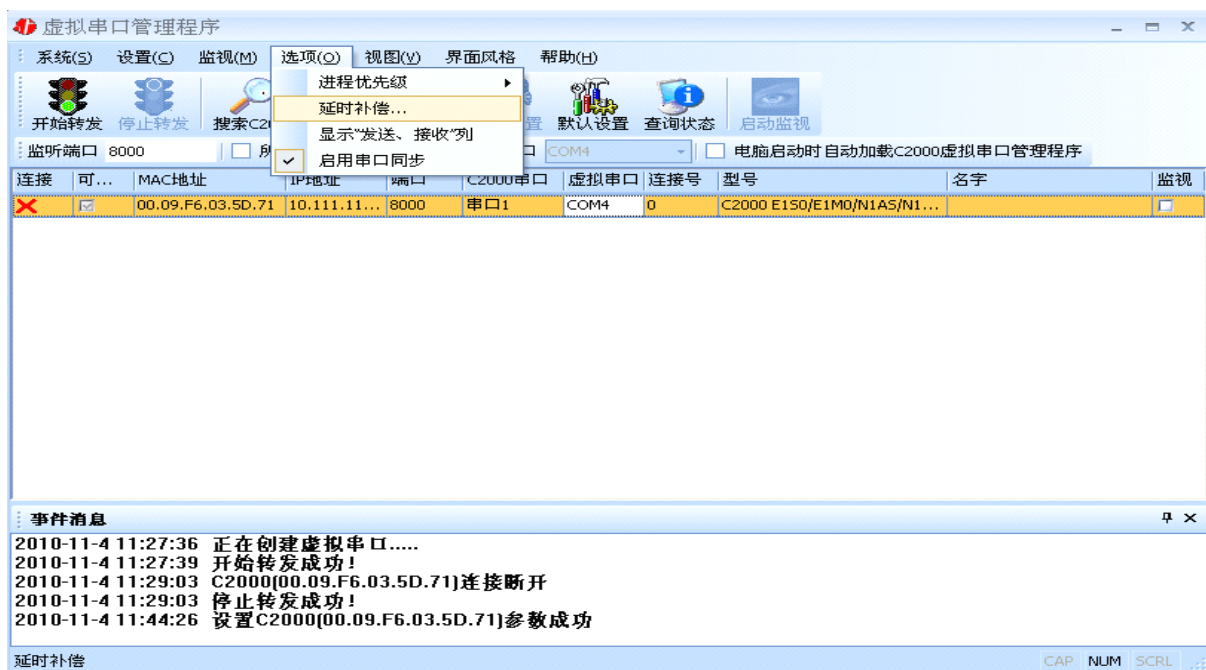 虚拟串口管理程序
系统(S) 设置(C) 监视(M) 选项(O) 视图(V) 界面风格 帮助(H)
进程优先级
延时补偿...
显示"发送、接收"列
启用串口同步
开始转发 停止转发 搜索C2 置 默认设置 查询状态 启动监视
监听端口 8000 COM4 电脑启动时自动加载C2000虚拟串口管理程序
连接 可... MAC地址 IP地址 端口 C2000串口 虚拟串口 连接号 型号 名字 监视
00.09.F6.03.5D.71 10.111.11... 8000 串口1 COM4 0 C2000 E1S0/E1M0/N1AS/N1...
事件消息
2010-11-4 11:27:36 正在创建虚拟串口.....
2010-11-4 11:27:39 开始转发成功!
2010-11-4 11:29:03 C2000[00.09.F6.03.5D.71]连接断开
2010-11-4 11:29:03 停止转发成功!
2010-11-4 11:44:26 设置C2000[00.09.F6.03.5D.71]参数成功
延时补偿 CAP NUM SCRL